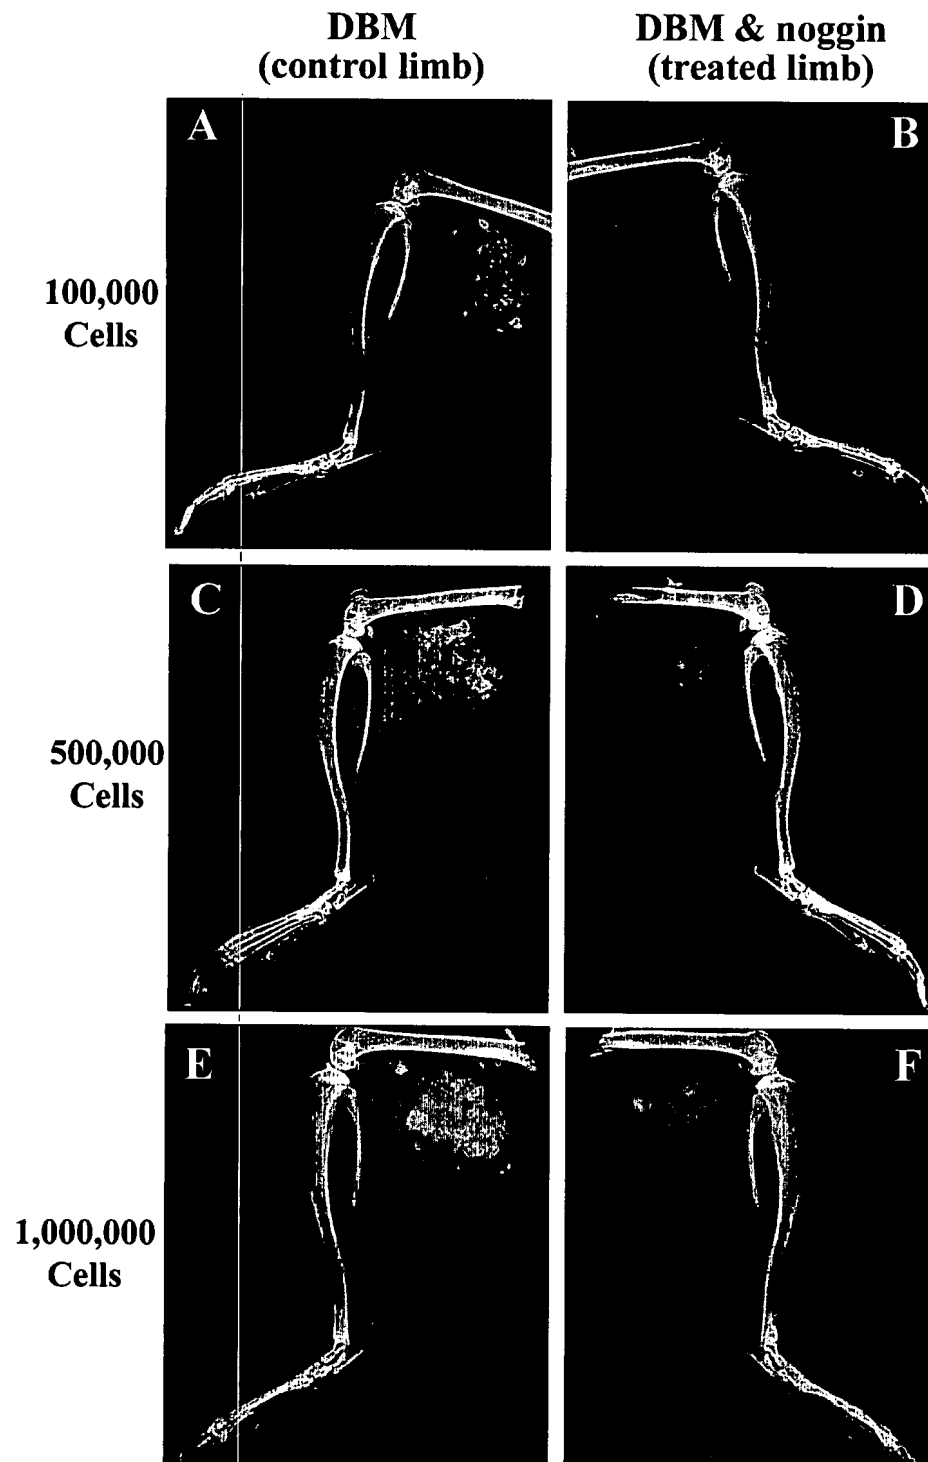 DBM
(control limb)
DBM & noggin
(treated limb)
A
B
100,000
Cells
C
D
500,000
Cells
E
F
1,000,000
Cells